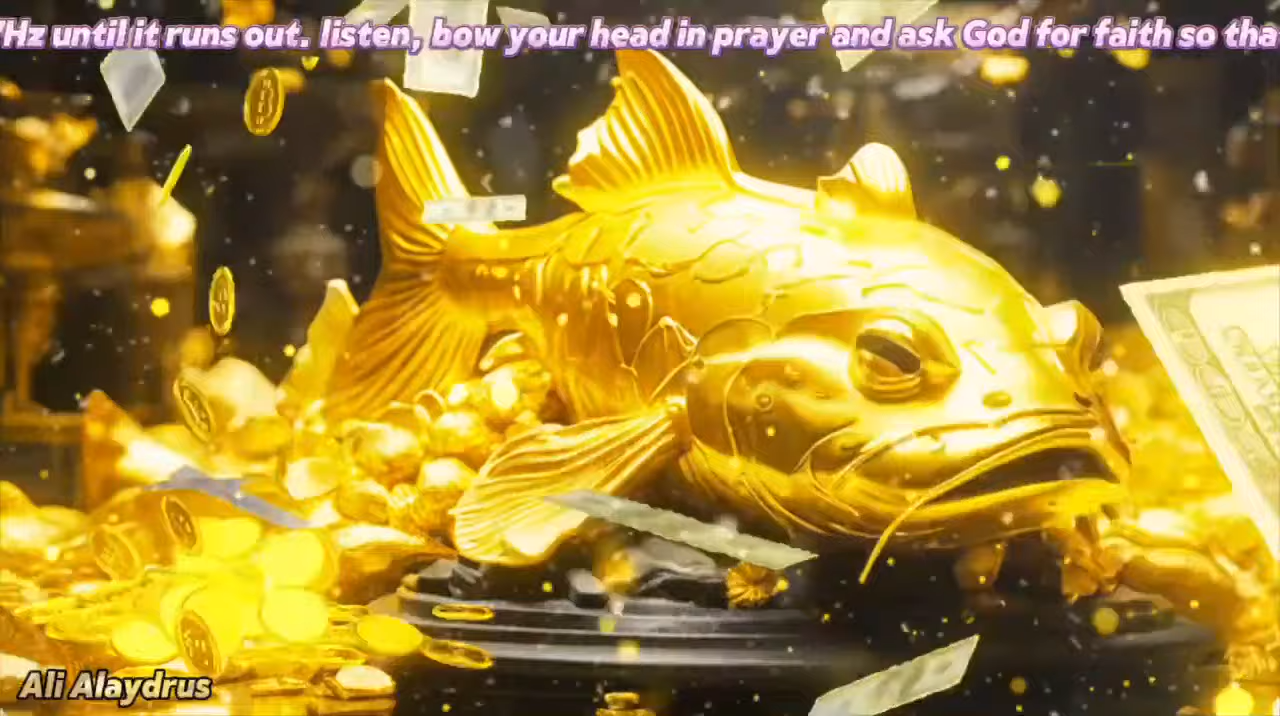 Hz until it runs out. listen, bow your head in prayer and ask God for faith so tha
Ali Alaydrus